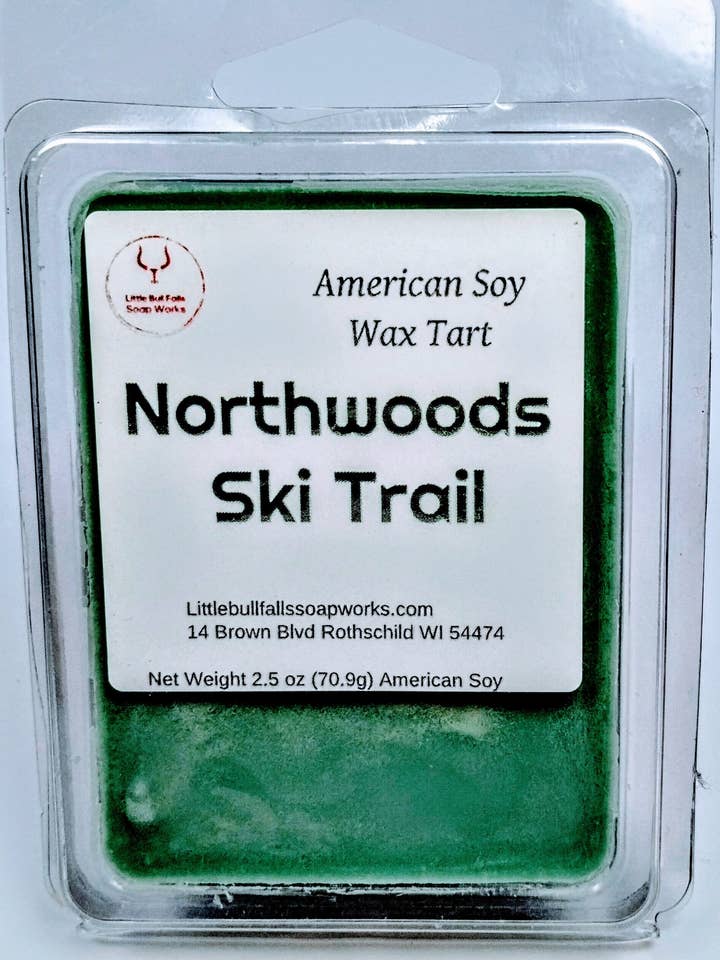 Little Bull Falls
Soap Works
American Soy
Wax Tart
Northwoods
Ski Trail
Littlebullfallssoapworks.com
14 Brown Blvd Rothschild WI 54474
Net Weight 2.5 oz (70.9g) American Soy